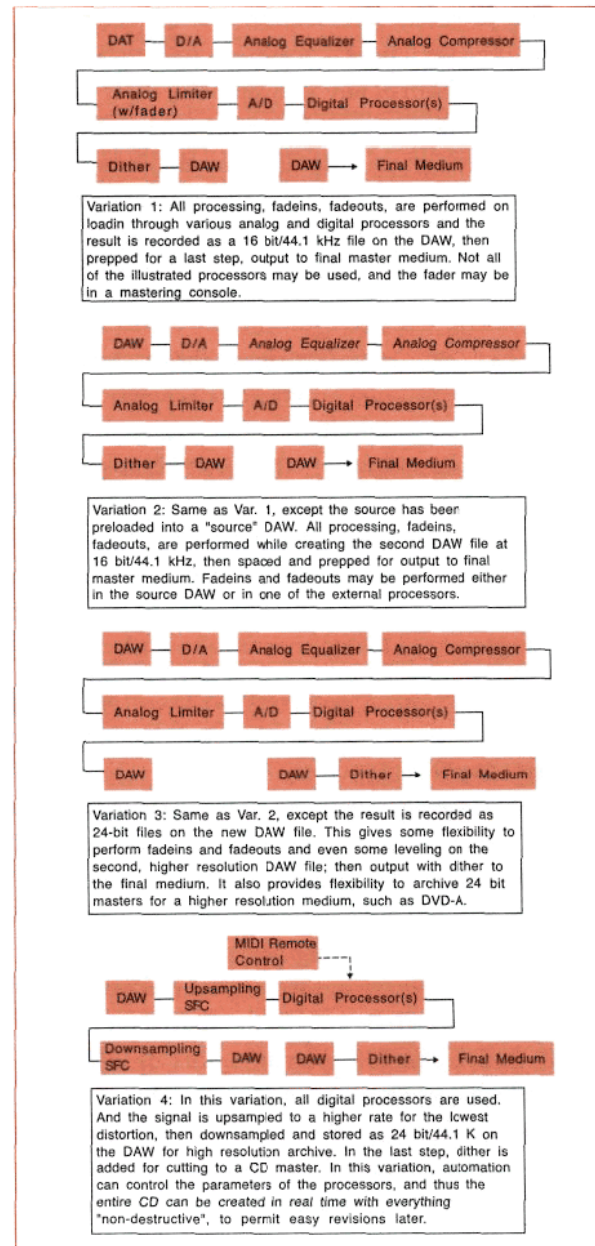 DAT D/A Analog Equalizer Analog Compressor
Analog Limiter (w/fader) A/D Digital Processor(s)
Dither DAW DAW Final Medium
Variation 1: All processing, fadeins, fadeouts, are performed on
loadin through various analog and digital processors and the
result is recorded as a 16 bit/44.1 kHz file on the DAW, then
prepped for a last step, output to final master medium. Not all
of the illustrated processors may be used, and the fader may be
in a mastering console.
DAW D/A Analog Equalizer Analog Compressor
Analog Limiter A/D Digital Processor(s)
Dither DAW DAW Final Medium
Variation 2: Same as Var. 1, except the source has been
preloaded into a "source" DAW. All processing, fadeins,
fadeouts, are performed while creating the second DAW file at
16 bit/44.1 kHz, then spaced and prepped for output to final
master medium. Fadeins and fadeouts may be performed either
in the source DAW or in one of the external processors.
DAW D/A Analog Equalizer Analog Compressor
Analog Limiter A/D Digital Processor(s)
DAW DAW Dither Final Medium
Variation 3: Same as Var. 2, except the result is recorded as
24-bit files on the new DAW file. This gives some flexibility to
perform fadeins and fadeouts and even some leveling on the
second, higher resolution DAW file; then output with dither to
the final medium. It also provides flexibility to archive 24 bit
masters for a higher resolution medium, such as DVD-A.
MIDI Remote
Control
DAW Upsampling SFC Digital Processor(s)
Downsampling SFC DAW DAW Dither Final Medium
Variation 4: In this variation, all digital processors are used.
And the signal is upsampled to a higher rate for the lowest
distortion, then downsampled and stored as 24 bit/44.1 K on
the DAW for high resolution archive. In the last step, dither is
added for cutting to a CD master. In this variation, automation
can control the parameters of the processors, and thus the
entire CD can be created in real time with everything
"non-destructive", to permit easy revisions later.